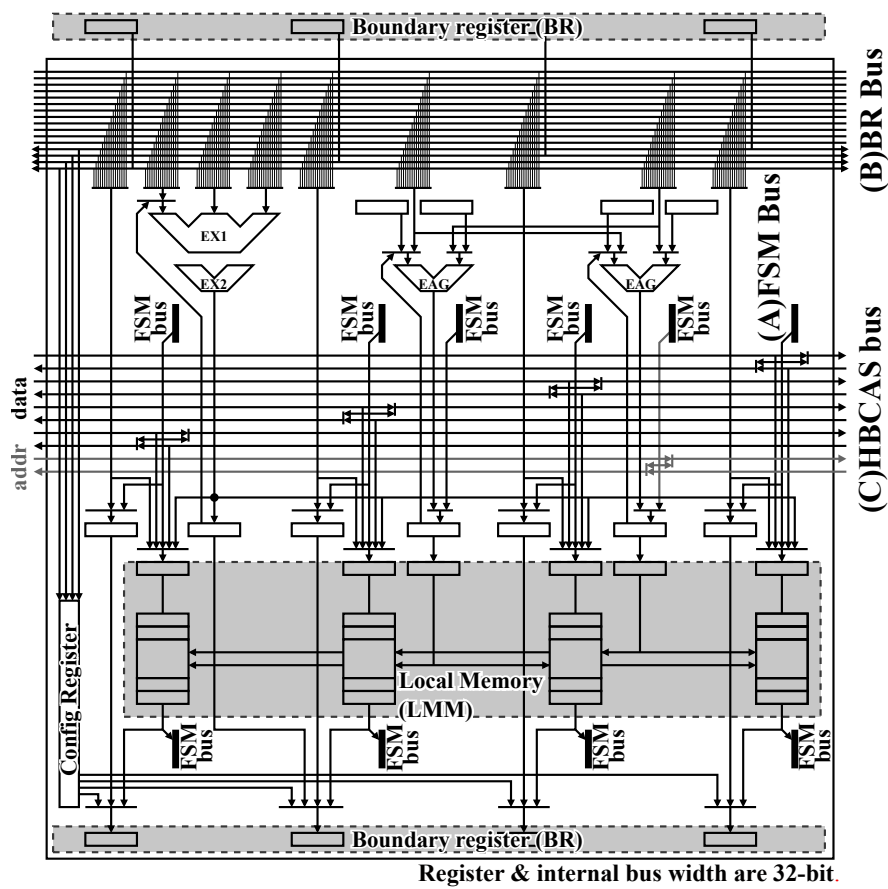 Boundary register (BR)
(B)BR Bus
EX1
EX2
EAG
EAG
(A)FSM Bus
FSM
bus
FSM
bus
FSM
bus
FSM
bus
FSM
bus
data
addr
(C)HBCAS bus
Config Register
Local Memory
(LMM)
FSM
bus
FSM
bus
FSM
bus
FSM
bus
Boundary register (BR)
Register & internal bus width are 32-bit.